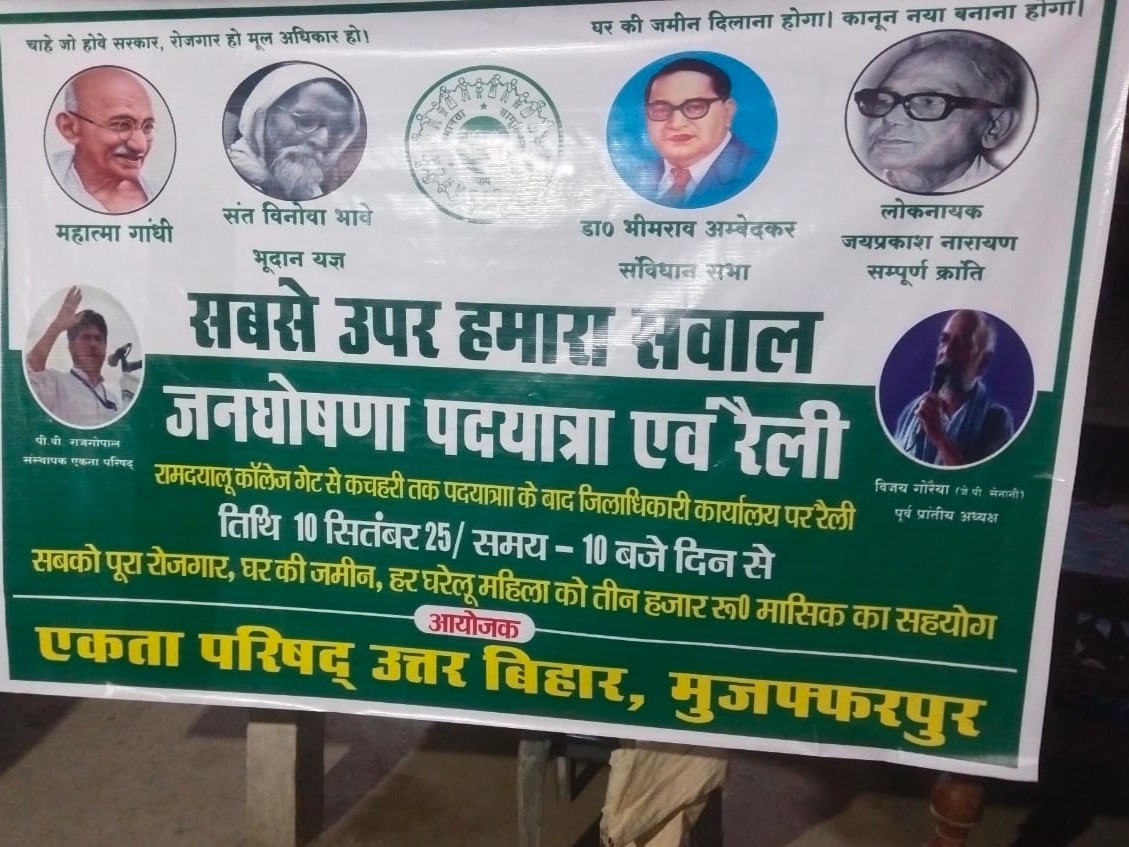 चाहे जो होवे सरकार, रोजगार हो मूल अधिकार हो!
घर की जमीन दिलाना होगा। कानून नया बनाना होगा।
महात्मा गांधी
संत विनोवा भावे
भूदान यज्ञ
डा0 भीमराव अम्बेदकर
संविधान सभा
लोकनायक
जयप्रकाश नारायण
सम्पूर्ण क्रांति
सबसे उपर हमारा सवाल
जनघोषणा पदयात्रा एवं रैली
पी.वी. राजगोपाल
संस्थापक एकता परिषद्
विजय गोरैया (जे पी सेनानी)
पूर्व प्रांतीय अध्यक्ष
रामदयालू कॉलेज गेट से कचहरी तक पदयात्राा के बाद जिलाधिकारी कार्यालय पर रैली
तिथि 10 सितंबर 25/ समय – 10 बजे दिन से
सबको पूरा रोजगार, घर की जमीन, हर घरेलू महिला को तीन हजार रू0 मासिक का सहयोग
आयोजक
एकता परिषद् उत्तर बिहार, मुजफ्फरपुर